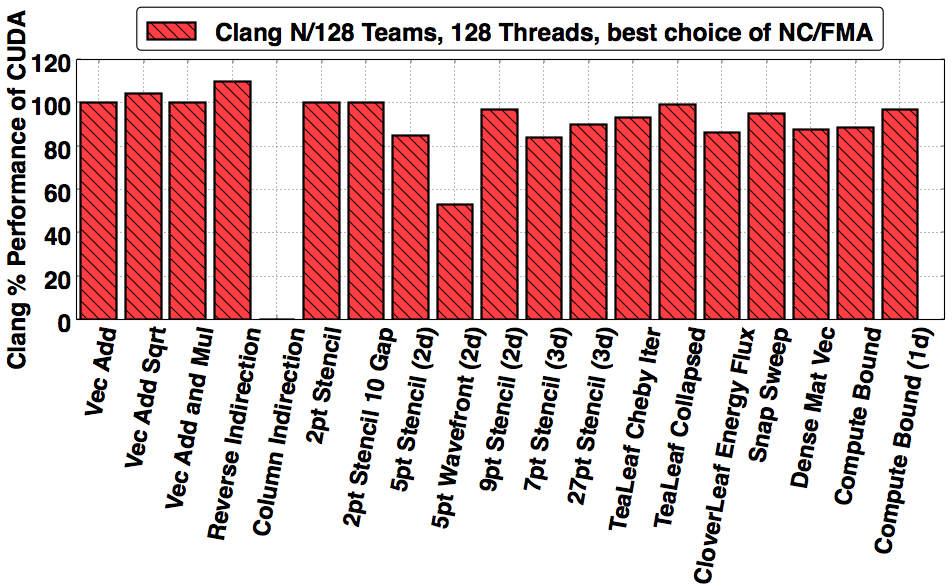 Clang N/128 Teams, 128 Threads, best choice of NC/FMA
Clang % Performance of CUDA
120
100
80
60
40
20
0
Vec Add
Vec Add Sqrt
Vec Add and Mul
Reverse Indirection
Column Indirection
2pt Stencil
2pt Stencil 10 Gap
5pt Stencil (2d)
5pt Wavefront (2d)
9pt Stencil (2d)
7pt Stencil (3d)
27pt Stencil (3d)
TeaLeaf Cheby Iter
TeaLeaf Collapsed
CloverLeaf Energy Flux
Snap Sweep
Dense Mat Vec
Compute Bound
Compute Bound (1d)